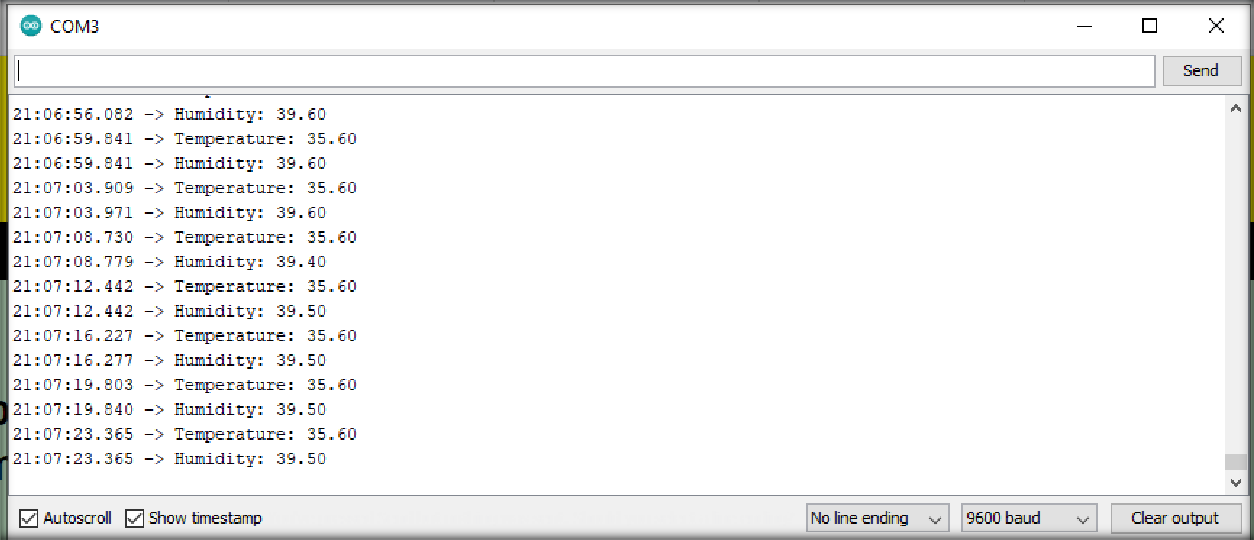 COM3
Send
21:06:56.082 -> Humidity: 39.60
21:06:59.841 -> Temperature: 35.60
21:06:59.841 -> Humidity: 39.60
21:07:03.909 -> Temperature: 35.60
21:07:03.971 -> Humidity: 39.60
21:07:08.730 -> Temperature: 35.60
21:07:08.779 -> Humidity: 39.40
21:07:12.442 -> Temperature: 35.60
21:07:12.442 -> Humidity: 39.50
21:07:16.227 -> Temperature: 35.60
21:07:16.277 -> Humidity: 39.50
21:07:19.803 -> Temperature: 35.60
21:07:19.840 -> Humidity: 39.50
21:07:23.365 -> Temperature: 35.60
21:07:23.365 -> Humidity: 39.50
Autoscroll Show timestamp No line ending 9600 baud Clear output